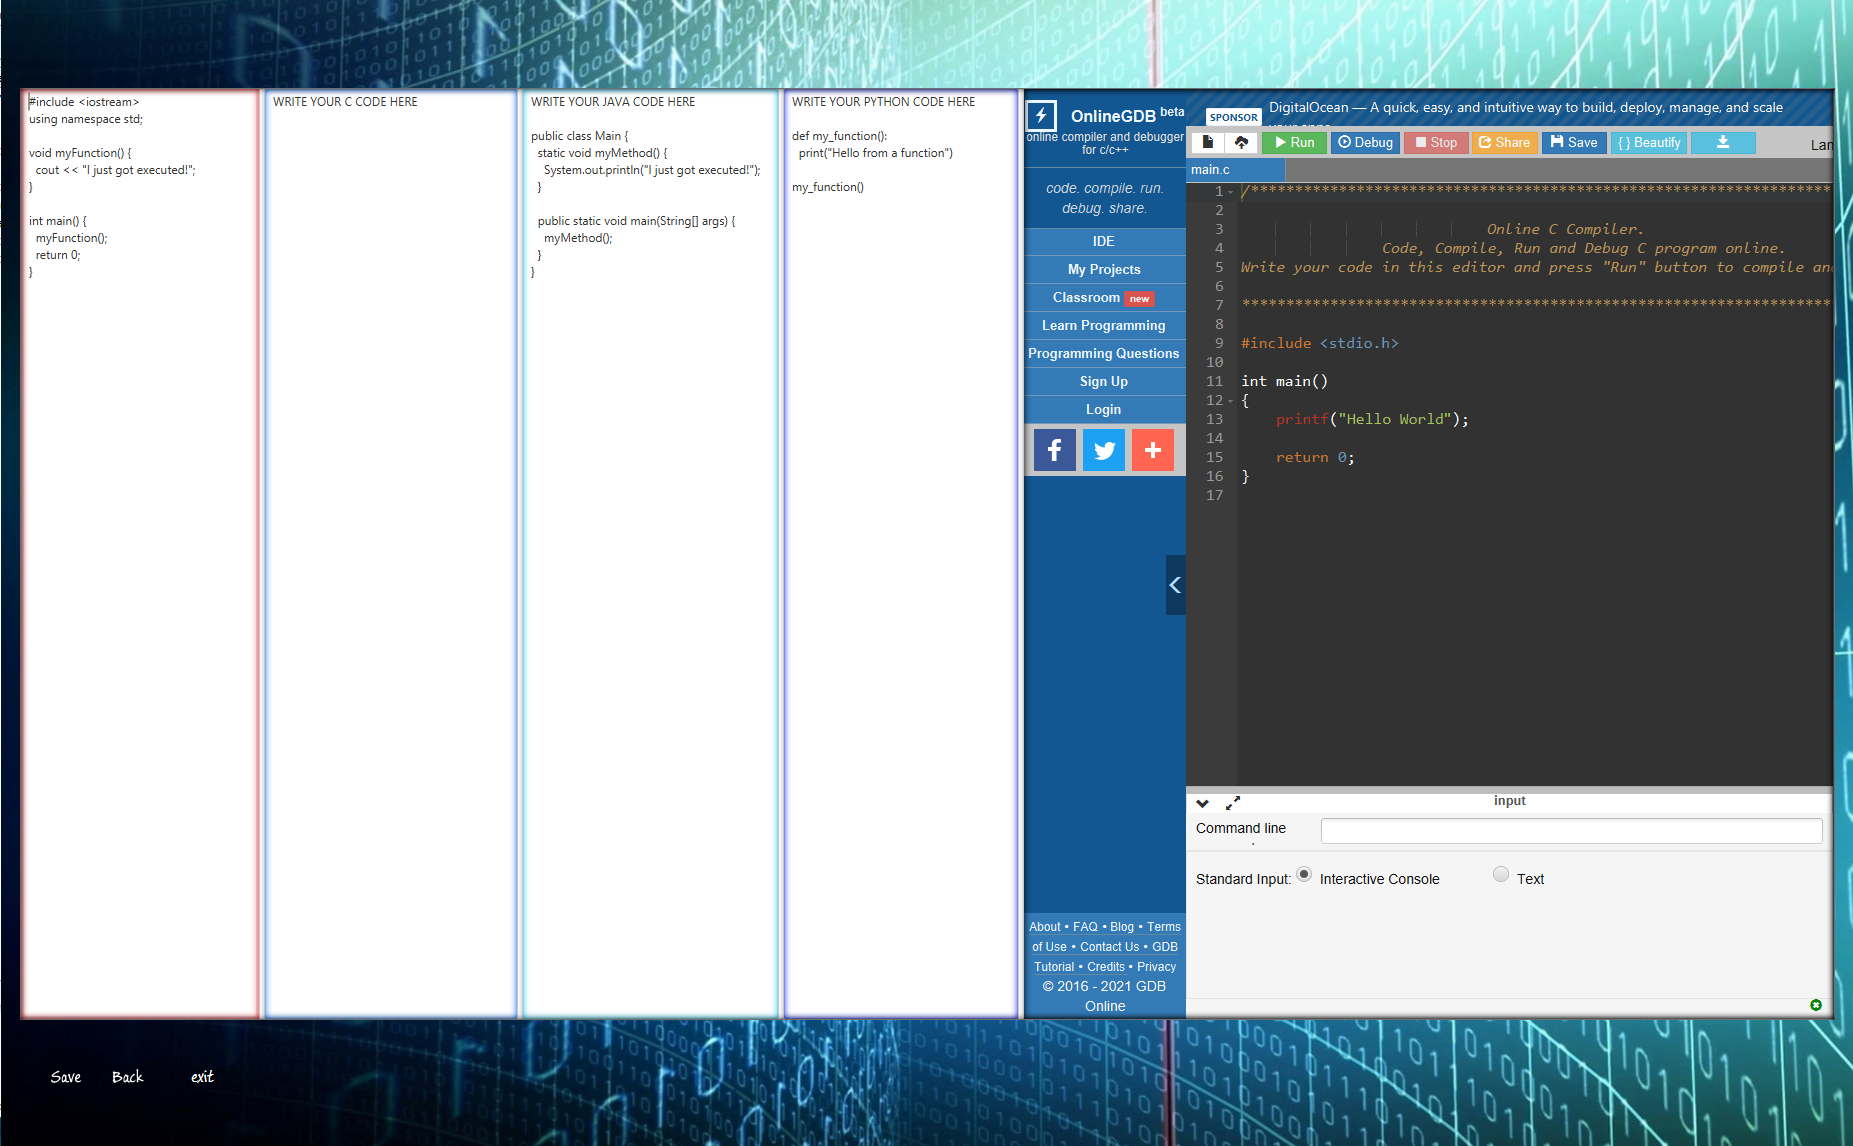 #include <iostream>
using namespace std;
void myFunction() {
cout << "I just got executed!";
}
int main() {
myFunction();
return 0;
}
WRITE YOUR C CODE HERE
WRITE YOUR JAVA CODE HERE
public class Main {
static void myMethod() {
System.out.println("I just got executed!");
}
public static void main(String[] args) {
myMethod();
}
}
WRITE YOUR PYTHON CODE HERE
def my_function():
print("Hello from a function")
my_function()
OnlineGDB beta
online compiler and debugger
for c/c++
code. compile. run.
debug. share.
IDE
My Projects
Classroom new
Learn Programming
Programming Questions
Sign Up
Login
About • FAQ • Blog • Terms
of Use • Contact Us • GDB
Tutorial • Credits • Privacy
© 2016 - 2021 GDB
Online
SPONSOR DigitalOcean — A quick, easy, and intuitive way to build, deploy, manage, and scale
Run Debug Stop Share Save { } Beautify Lan
main.c
1 /*******************************************************************
2
3 Online C Compiler.
4 Code, Compile, Run and Debug C program online.
5 Write your code in this editor and press "Run" button to compile an
6
7 ********************************************************************
8
9 #include <stdio.h>
10
11 int main()
12 {
13 printf("Hello World");
14
15 return 0;
16 }
17
input
Command line
Standard Input: Interactive Console Text
Save Back exit